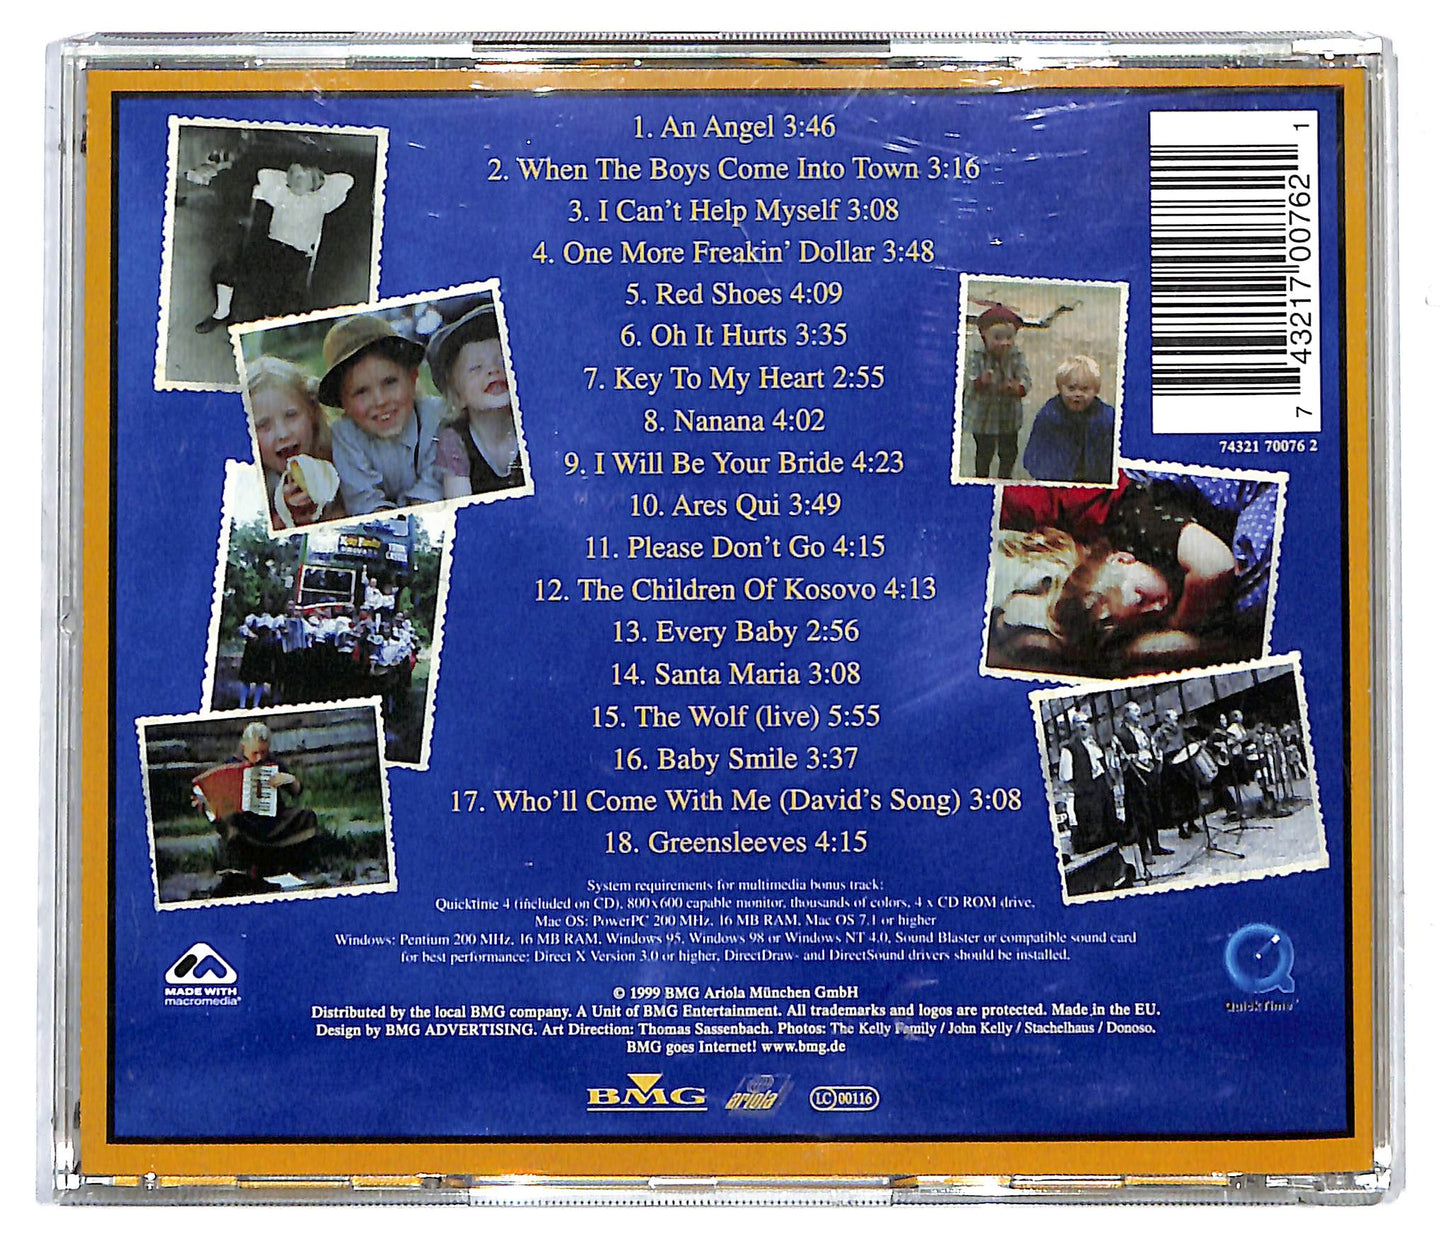 1. An Angel 3:46
2. When The Boys Come Into Town 3:16
3. I Can't Help Myself 3:08
4. One More Freakin' Dollar 3:48
5. Red Shoes 4:09
6. Oh It Hurts 3:35
7. Key To My Heart 2:55
8. Nanana 4:02
9. I Will Be Your Bride 4:23
10. Ares Qui 3:49
11. Please Don't Go 4:15
12. The Children Of Kosovo 4:13
13. Every Baby 2:56
14. Santa Maria 3:08
15. The Wolf (live) 5:55
16. Baby Smile 3:37
17. Who'll Come With Me (David's Song) 3:08
18. Greensleeves 4:15
7 43217 00762 1
74321 70076 2
System requirements for multimedia bonus track:
Quicktime 4 (included on CD), 800x600 capable monitor, thousands of colors, 4 x CD ROM drive,
Mac OS: PowerPC 200 MHz, 16 MB RAM, Mac OS 7.1 or higher
Windows: Pentium 200 MHz, 16 MB RAM, Windows 95, Windows 98 or Windows NT 4.0, Sound Blaster or compatible sound card
for best performance: Direct X Version 3.0 or higher, DirectDraw- and DirectSound drivers should be installed.
MADE WITH
macromedia®
QuickTime™
© 1999 BMG Ariola München GmbH
Distributed by the local BMG company. A Unit of BMG Entertainment. All trademarks and logos are protected. Made in the EU.
Design by BMG ADVERTISING. Art Direction: Thomas Sassenbach. Photos: The Kelly Family / John Kelly / Stachelhaus / Donoso.
BMG goes Internet! www.bmg.de
BMG
ariola
LC 00116